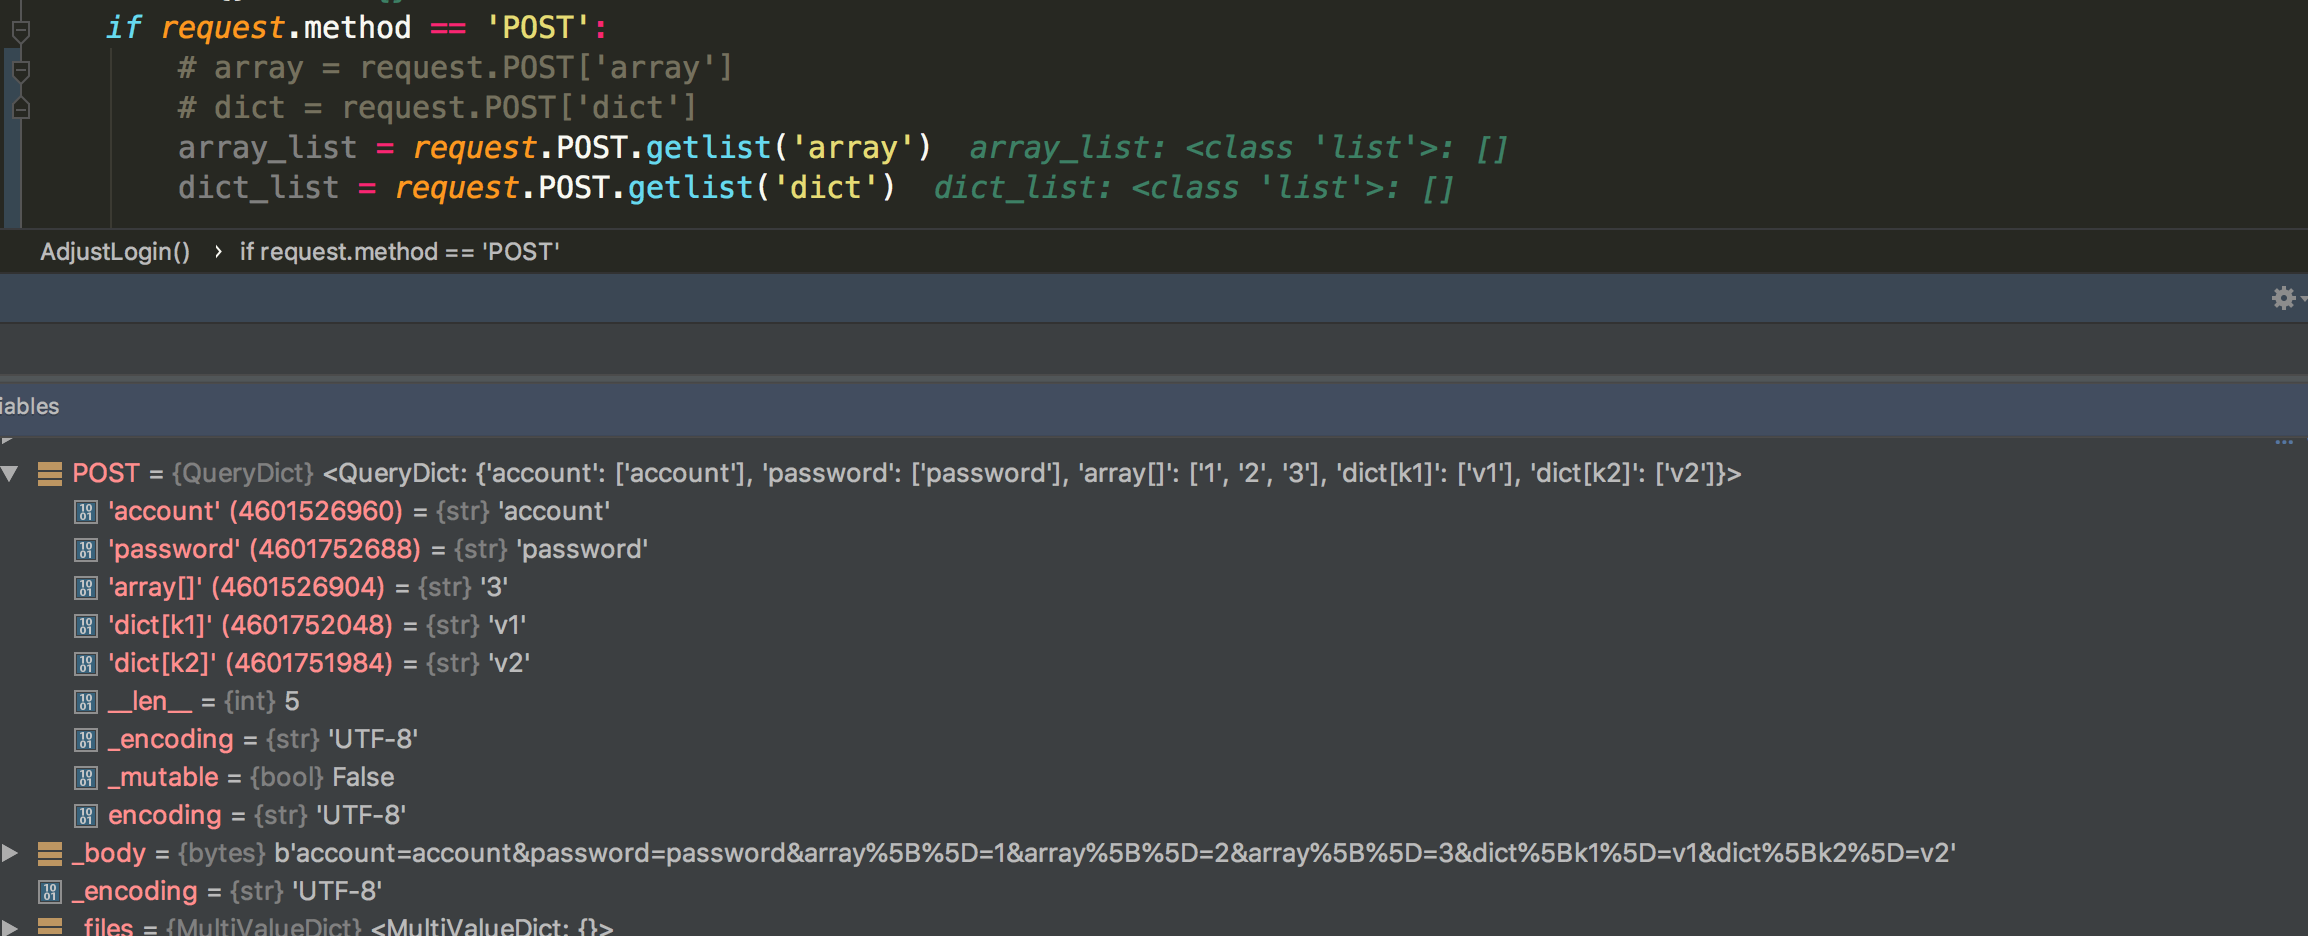 if request.method == 'POST':
# array = request.POST['array']
# dict = request.POST['dict']
array_list = request.POST.getlist('array') array_list: <class 'list'>: []
dict_list = request.POST.getlist('dict') dict_list: <class 'list'>: []
AdjustLogin() › if request.method == 'POST'
iables
POST = {QueryDict} <QueryDict: {'account': ['account'], 'password': ['password'], 'array[]': ['1', '2', '3'], 'dict[k1]': ['v1'], 'dict[k2]': ['v2']}>
'account' (4601526960) = {str} 'account'
'password' (4601752688) = {str} 'password'
'array[]' (4601526904) = {str} '3'
'dict[k1]' (4601752048) = {str} 'v1'
'dict[k2]' (4601751984) = {str} 'v2'
__len__ = {int} 5
_encoding = {str} 'UTF-8'
_mutable = {bool} False
encoding = {str} 'UTF-8'
_body = {bytes} b'account=account&password=password&array%5B%5D=1&array%5B%5D=2&array%5B%5D=3&dict%5Bk1%5D=v1&dict%5Bk2%5D=v2'
_encoding = {str} 'UTF-8'
_files = {MultiValueDict} <MultiValueDict: {}>